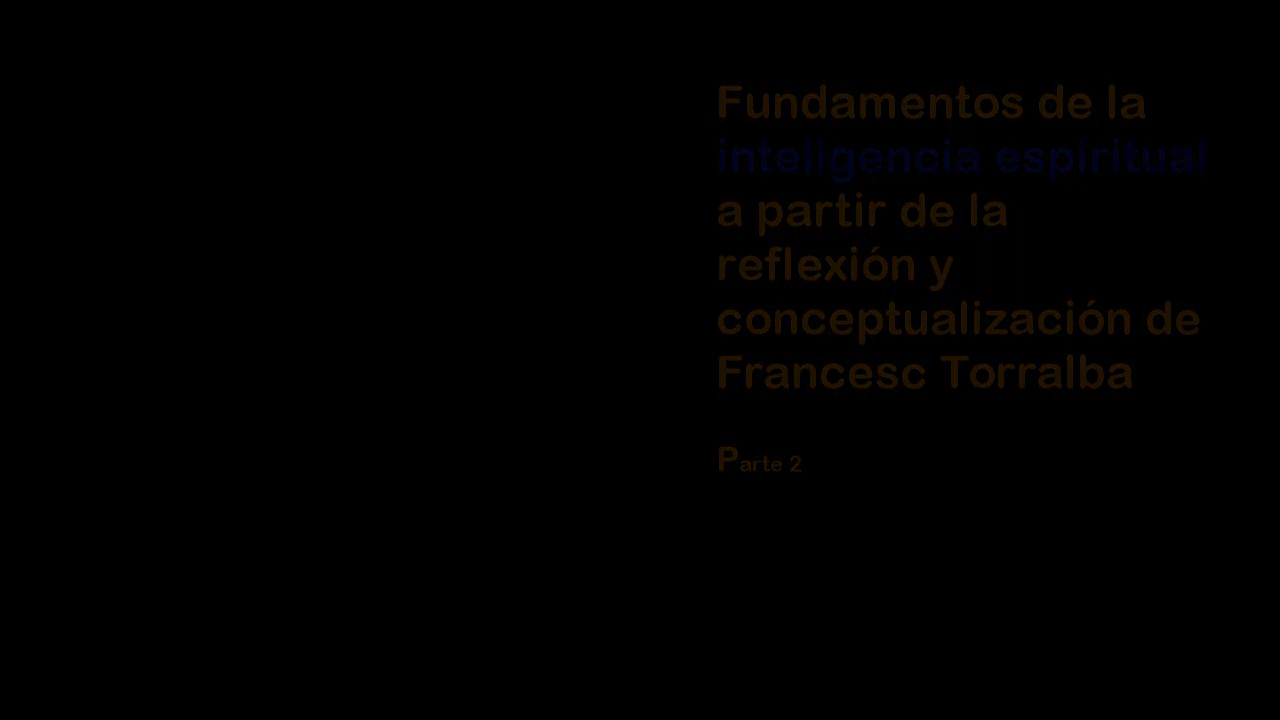 Fundamentos de la
inteligencia espiritual
a partir de la
reflexión y
conceptualización de
Francesc Torralba
Parte 2